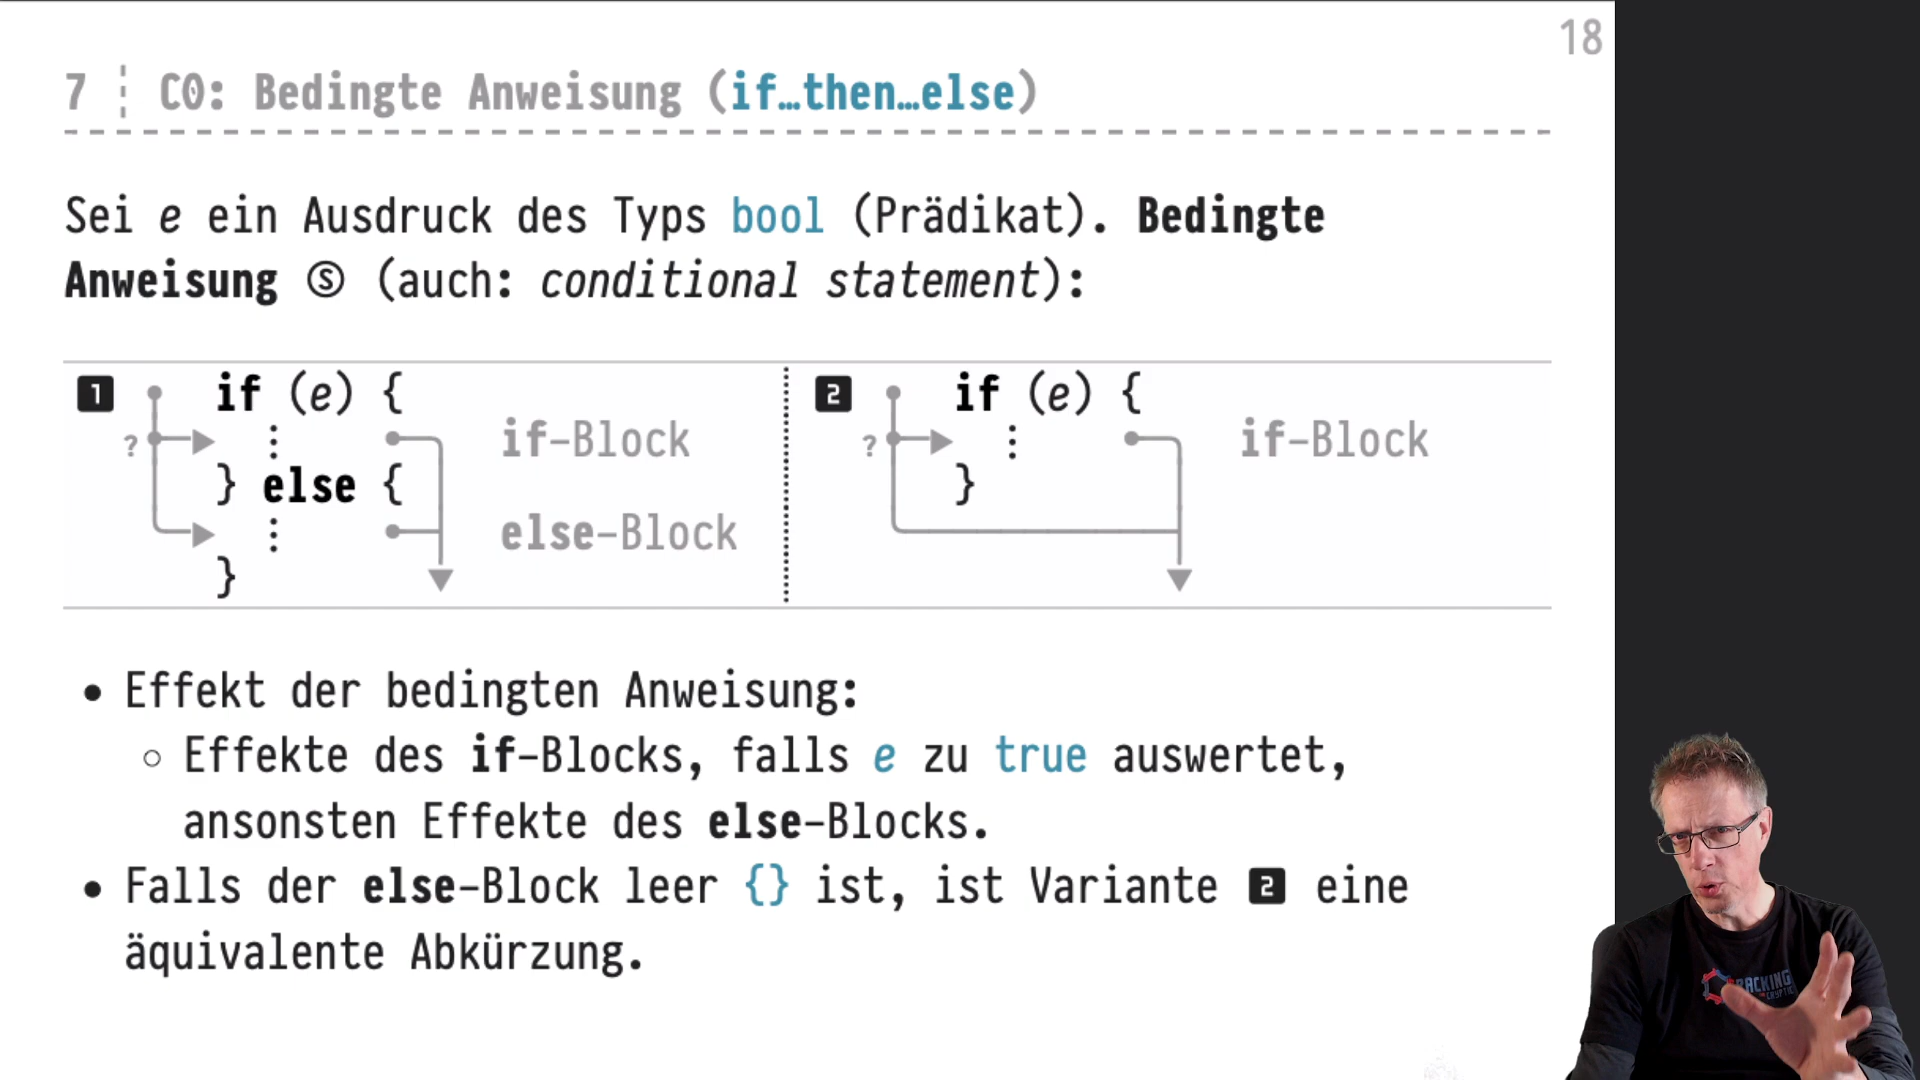 18
7 ┆ C0: Bedingte Anweisung (if…then…else)
Sei e ein Ausdruck des Typs bool (Prädikat). Bedingte
Anweisung Ⓢ (auch: conditional statement):
1 if (e) {
? ⋮ if-Block
} else {
⋮ else-Block
}
2 if (e) {
? ⋮ if-Block
}
• Effekt der bedingten Anweisung:
◦ Effekte des if-Blocks, falls e zu true auswertet,
ansonsten Effekte des else-Blocks.
• Falls der else-Block leer {} ist, ist Variante 2 eine
äquivalente Abkürzung.
CRACKING
CRYPTIC